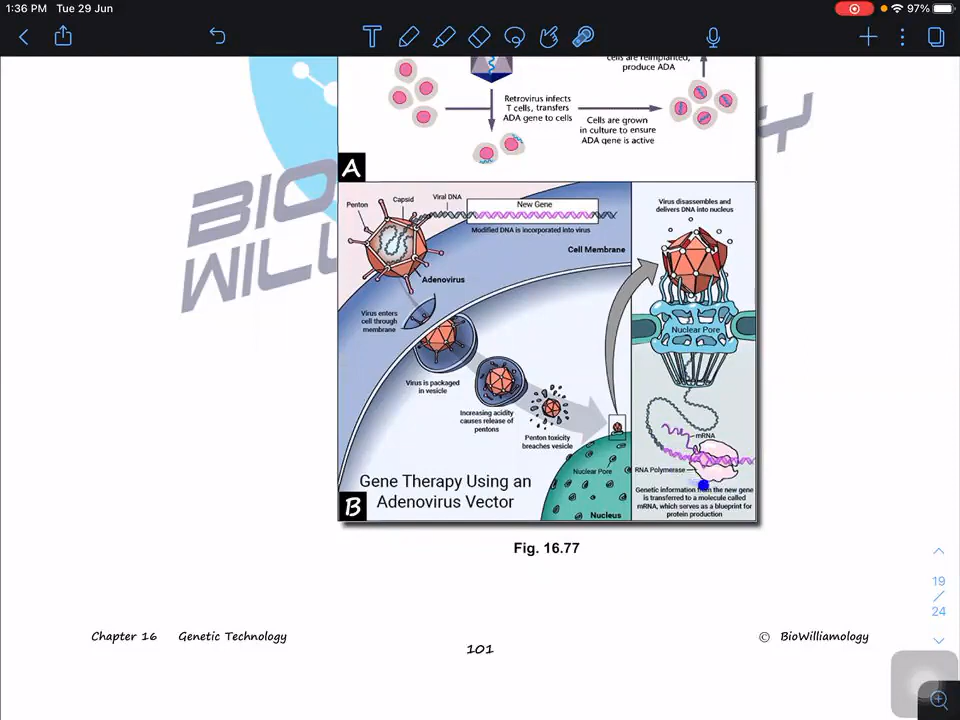 1:36 PM Tue 29 Jun
97%
cells are reimplanted,
produce ADA
Retrovirus infects
T cells, transfers
ADA gene to cells
Cells are grown
in culture to ensure
ADA gene is active
A
Penton
Capsid
Viral DNA
New Gene
Modified DNA is incorporated into virus
Cell Membrane
Adenovirus
Virus enters
cell through
membrane
Virus is packaged
in vesicle
Increasing acidity
causes release of
pentons
Penton toxicity
breaches vesicle
Nuclear Pore
Nucleus
Gene Therapy Using an
Adenovirus Vector
B
Virus disassembles and
delivers DNA into nucleus
Nuclear Pore
mRNA
RNA Polymerase
Genetic information from the new gene
is transferred to a molecule called
mRNA, which serves as a blueprint for
protein production
Fig. 16.77
19
/
24
Chapter 16 Genetic Technology
101
© BioWilliamology